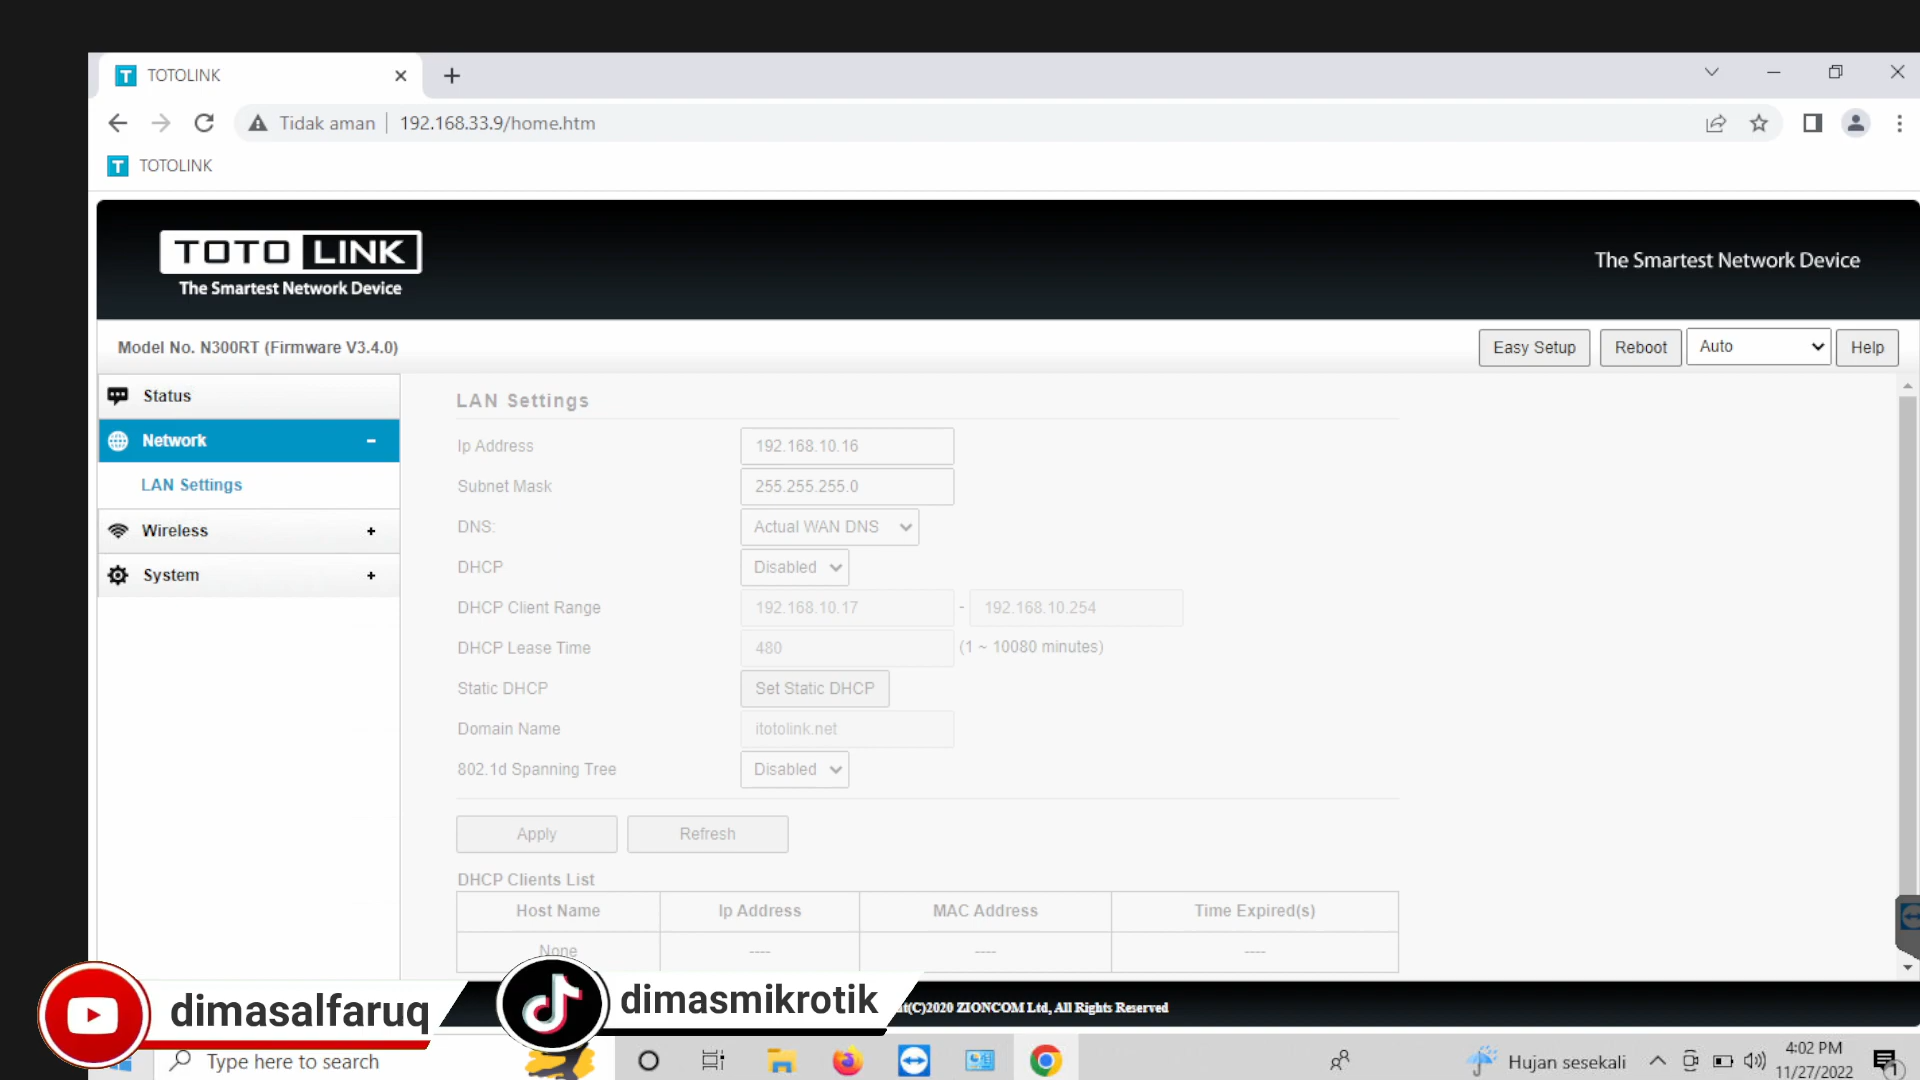 TOTOLINK
Tidak aman
192.168.33.9/home.htm
TOTOLINK
TOTO LINK
The Smartest Network Device
The Smartest Network Device
Model No. N300RT (Firmware V3.4.0)
Easy Setup
Reboot
Auto
Help
Status
Network
LAN Settings
Wireless
System
LAN Settings
Ip Address
192.168.10.16
Subnet Mask
255.255.255.0
DNS:
Actual WAN DNS
DHCP
Disabled
DHCP Client Range
192.168.10.17 - 192.168.10.254
DHCP Lease Time
480 (1 ~ 10080 minutes)
Static DHCP
Set Static DHCP
Domain Name
itotolink.net
802.1d Spanning Tree
Disabled
Apply
Refresh
DHCP Clients List
Host Name
Ip Address
MAC Address
Time Expired(s)
None
----
----
----
dimasalfaruq
dimasmikrotik
(C)2020 ZIONCOM Ltd, All Rights Reserved
Type here to search
Hujan sesekali
4:02 PM
11/27/2022
1